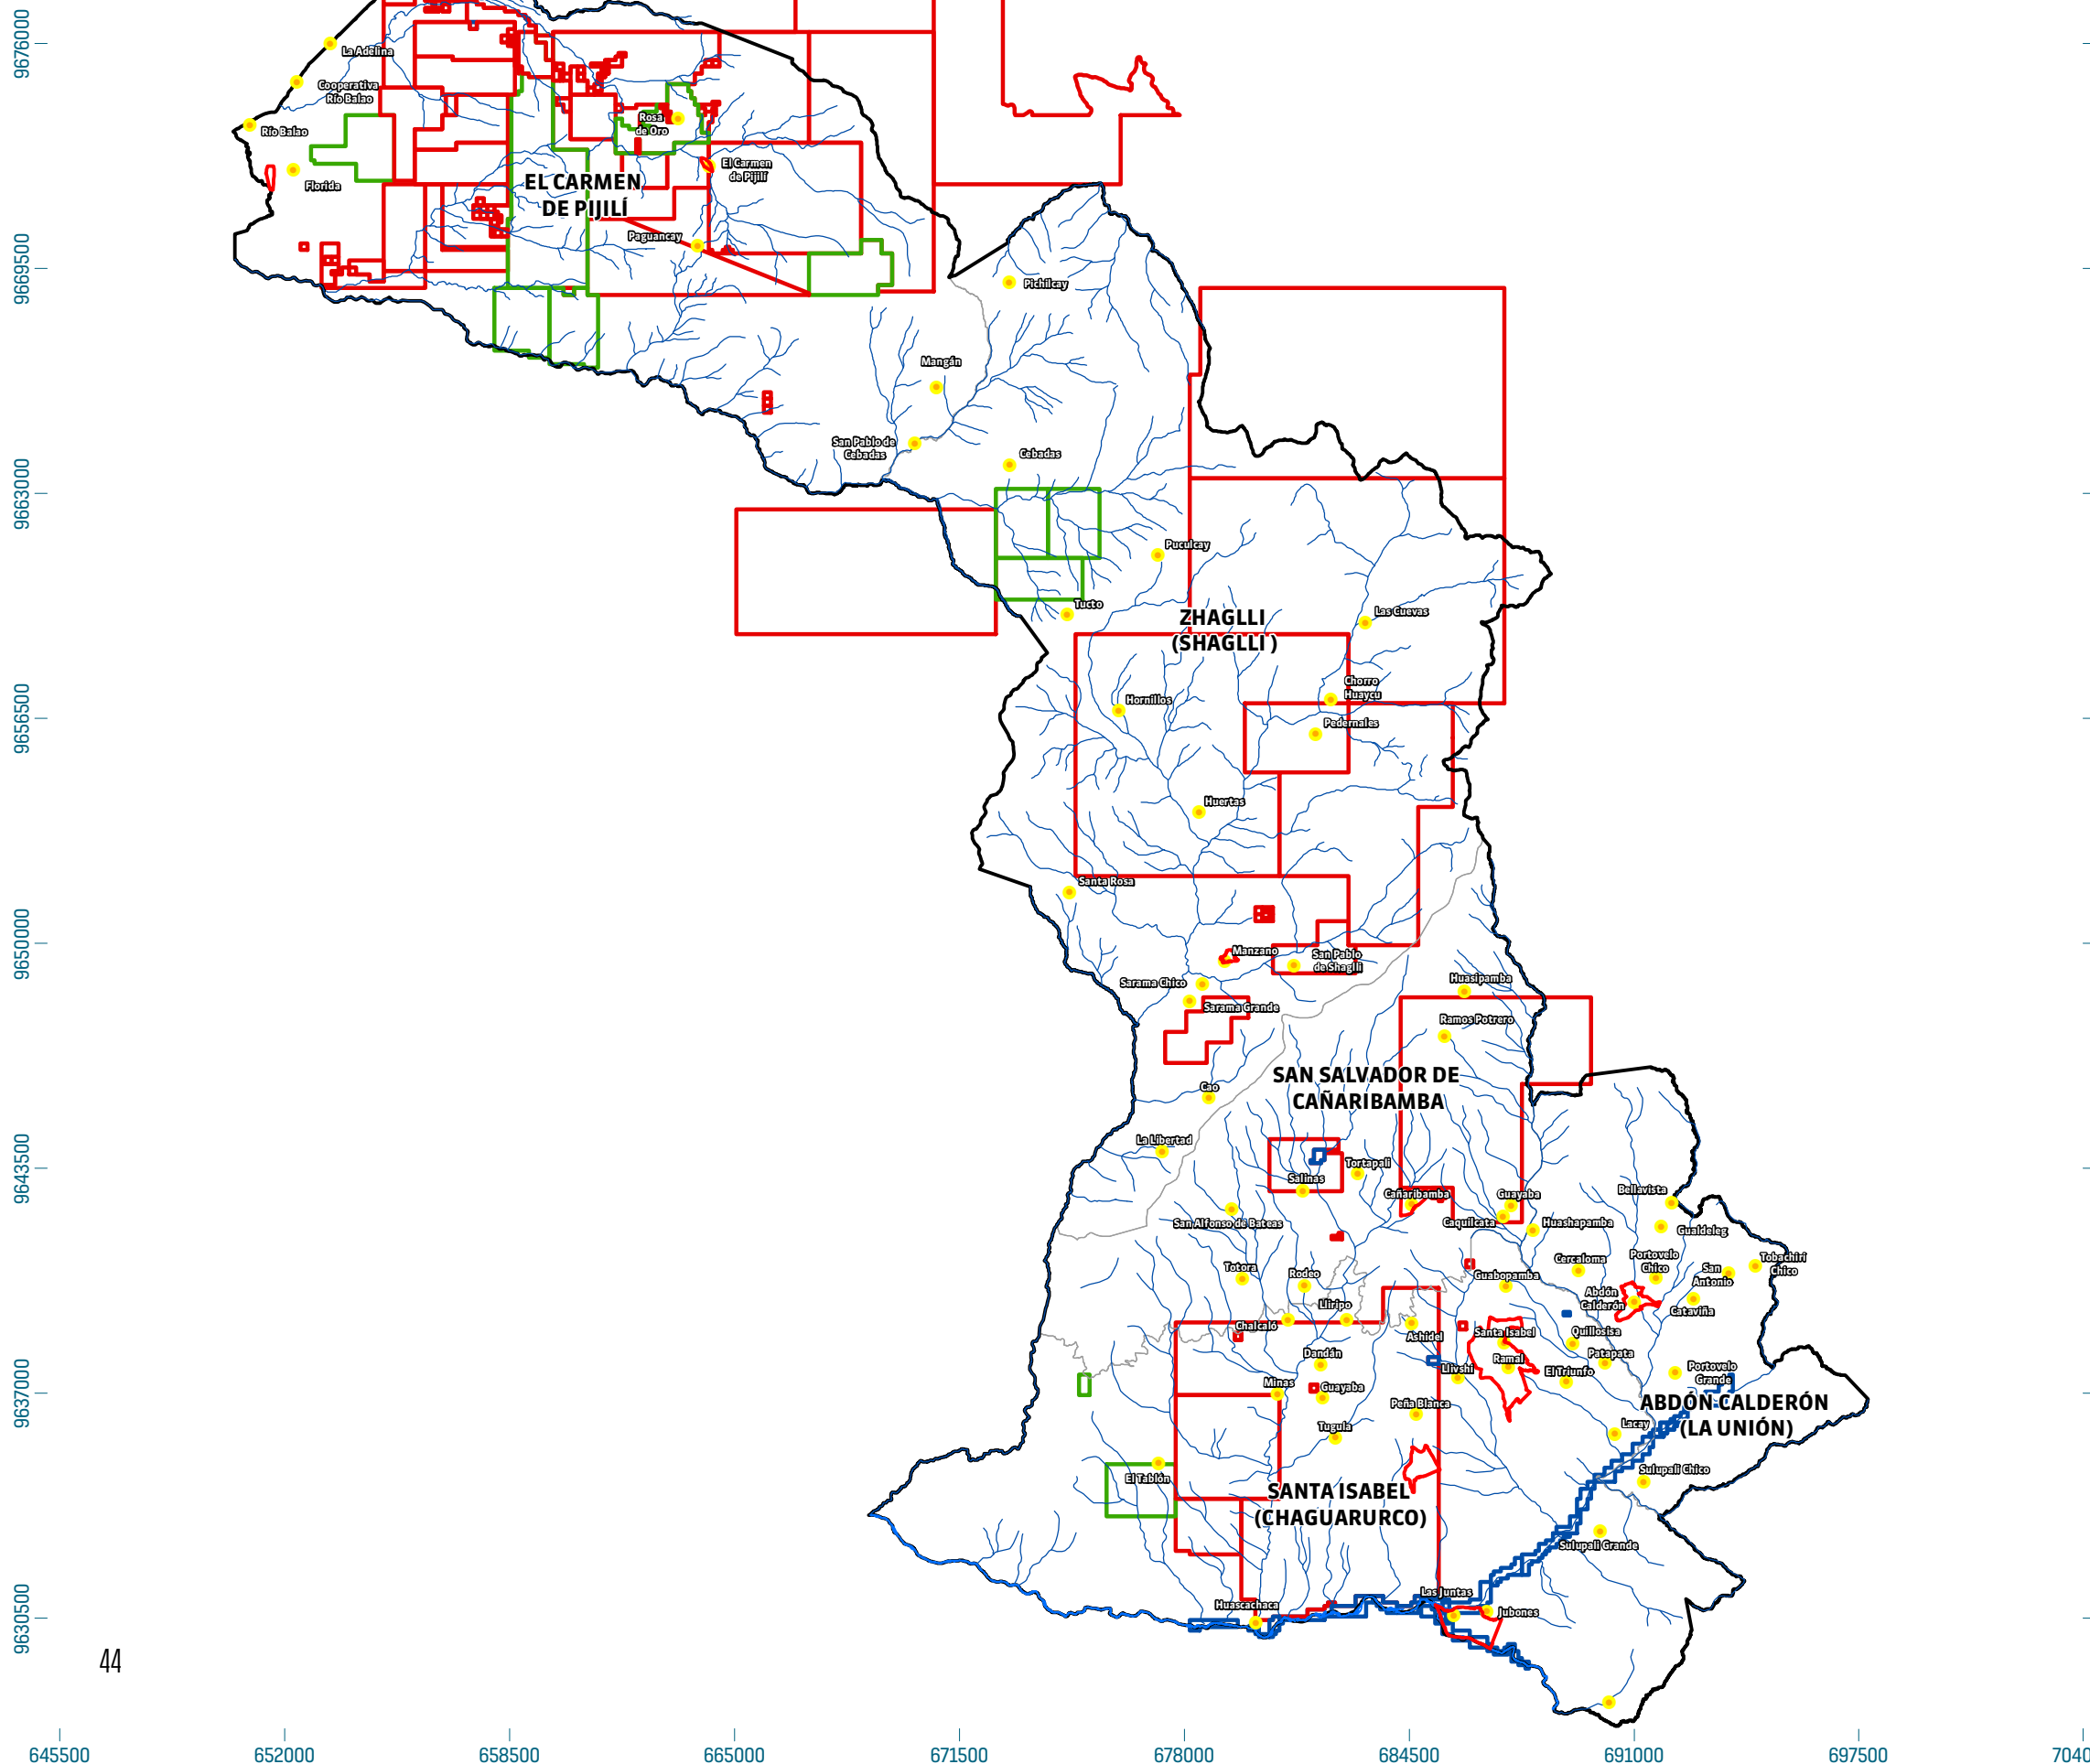 9676000
9669500
9663000
9656500
9650000
9643500
9637000
9630500
La Adelina
Cooperativa
Río Balao
Río Balao
Florida
Rosa
de Oro
El Carmen
de Pijilí
EL CARMEN
DE PIJILÍ
Paguancay
Pichilcay
Mangán
San Pablo de
Cebadas
Cebadas
Puculcay
Tucto
ZHAGLLI
(SHAGLLI )
Las Cuevas
Chorro
Huaycu
Hornillos
Pedernales
Huertas
Santa Rosa
Manzano
San Pablo
de Shaglli
Sarama Chico
Huasipamba
Sarama Grande
Ramos Potrero
SAN SALVADOR DE
CAÑARIBAMBA
Cao
La Libertad
Tortapali
Salinas
Cañaribamba
Guayaba
Bellavista
San Alfonso de Bateas
Caquilcata
Huashapamba
Gualdeleg
Cercaloma
Portovelo
Chico
Tobachirí
Chico
Totora
Rodeo
Guabopamba
San
Antonio
Abdón
Calderón
Lliripo
Cataviña
Chalcaló
Ashidel
Santa Isabel
Quillosisa
Dandán
Ramal
Patapata
Llivshi
El Triunfo
Portovelo
Grande
Minas
Guayaba
ABDÓN CALDERÓN
(LA UNIÓN)
Peña Blanca
Tugula
Lacay
El Tablón
Sulupali Chico
SANTA ISABEL
(CHAGUARURCO)
Sulupali Grande
Las Juntas
Huascachaca
Jubones
44
645500
652000
658500
665000
671500
678000
684500
691000
697500
7040